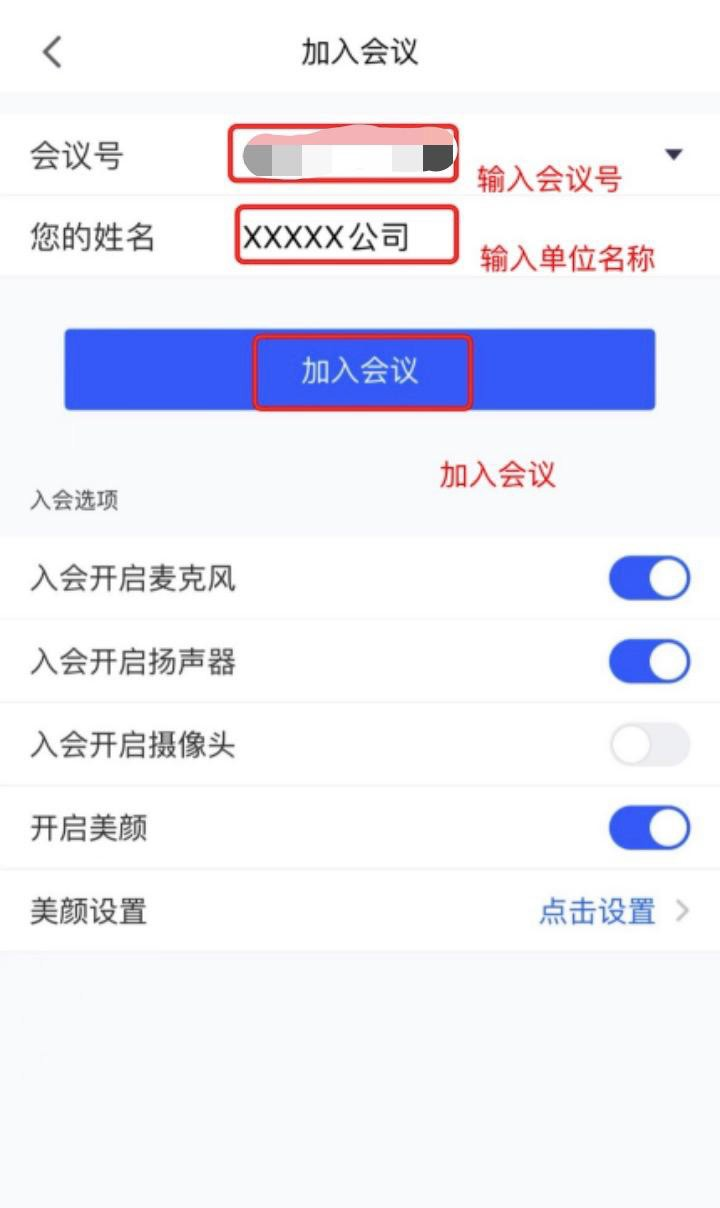 加入会议
会议号
输入会议号
您的姓名 XXXXX公司
输入单位名称
加入会议
加入会议
入会选项
入会开启麦克风
入会开启扬声器
入会开启摄像头
开启美颜
美颜设置 点击设置